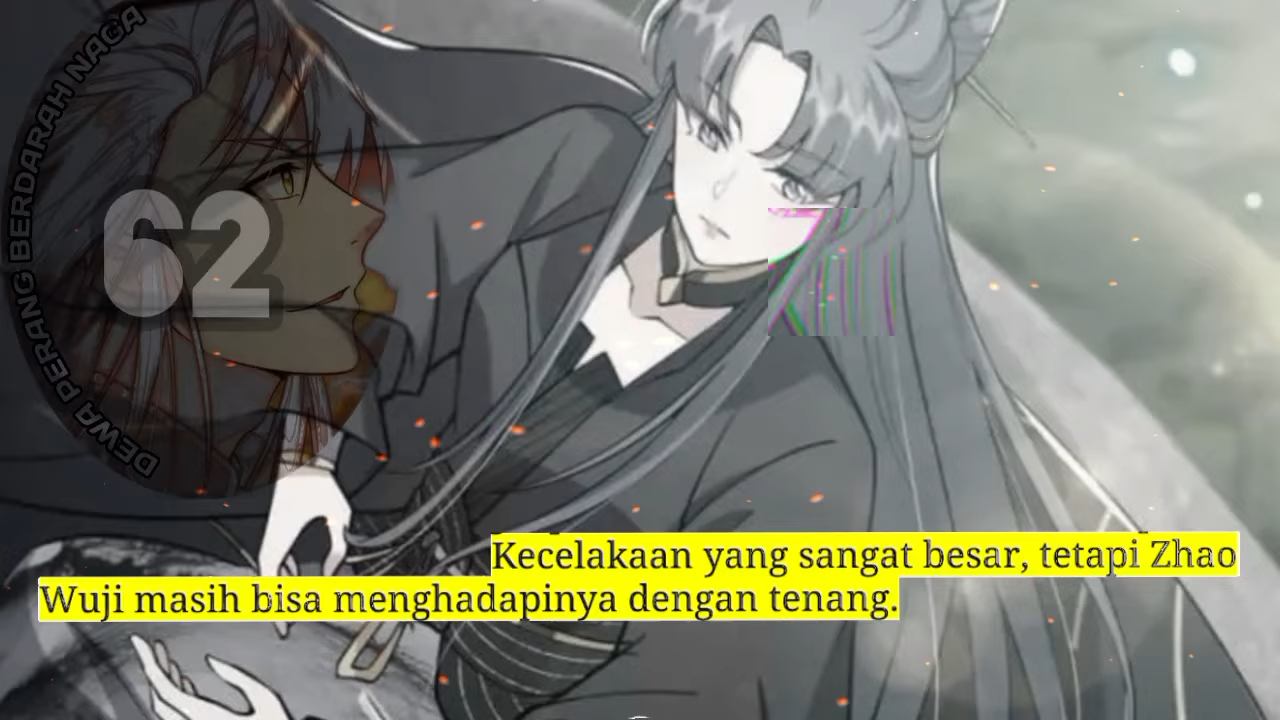 DEWA PERANG BERDARAH NAGA
62
Kecelakaan yang sangat besar, tetapi Zhao
Wuji masih bisa menghadapinya dengan tenang.